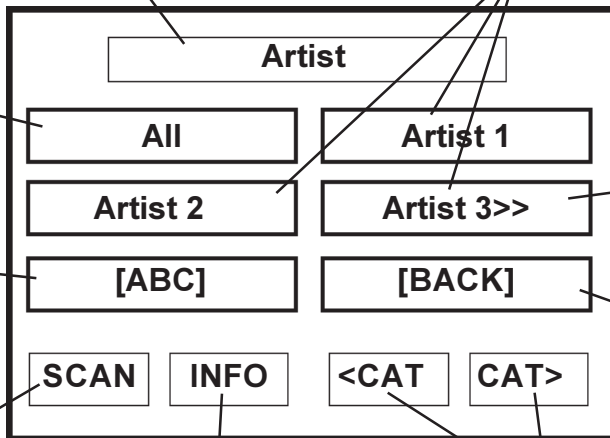 Artist
All Artist 1
Artist 2 Artist 3>>
[ABC] [BACK]
SCAN INFO <CAT CAT>